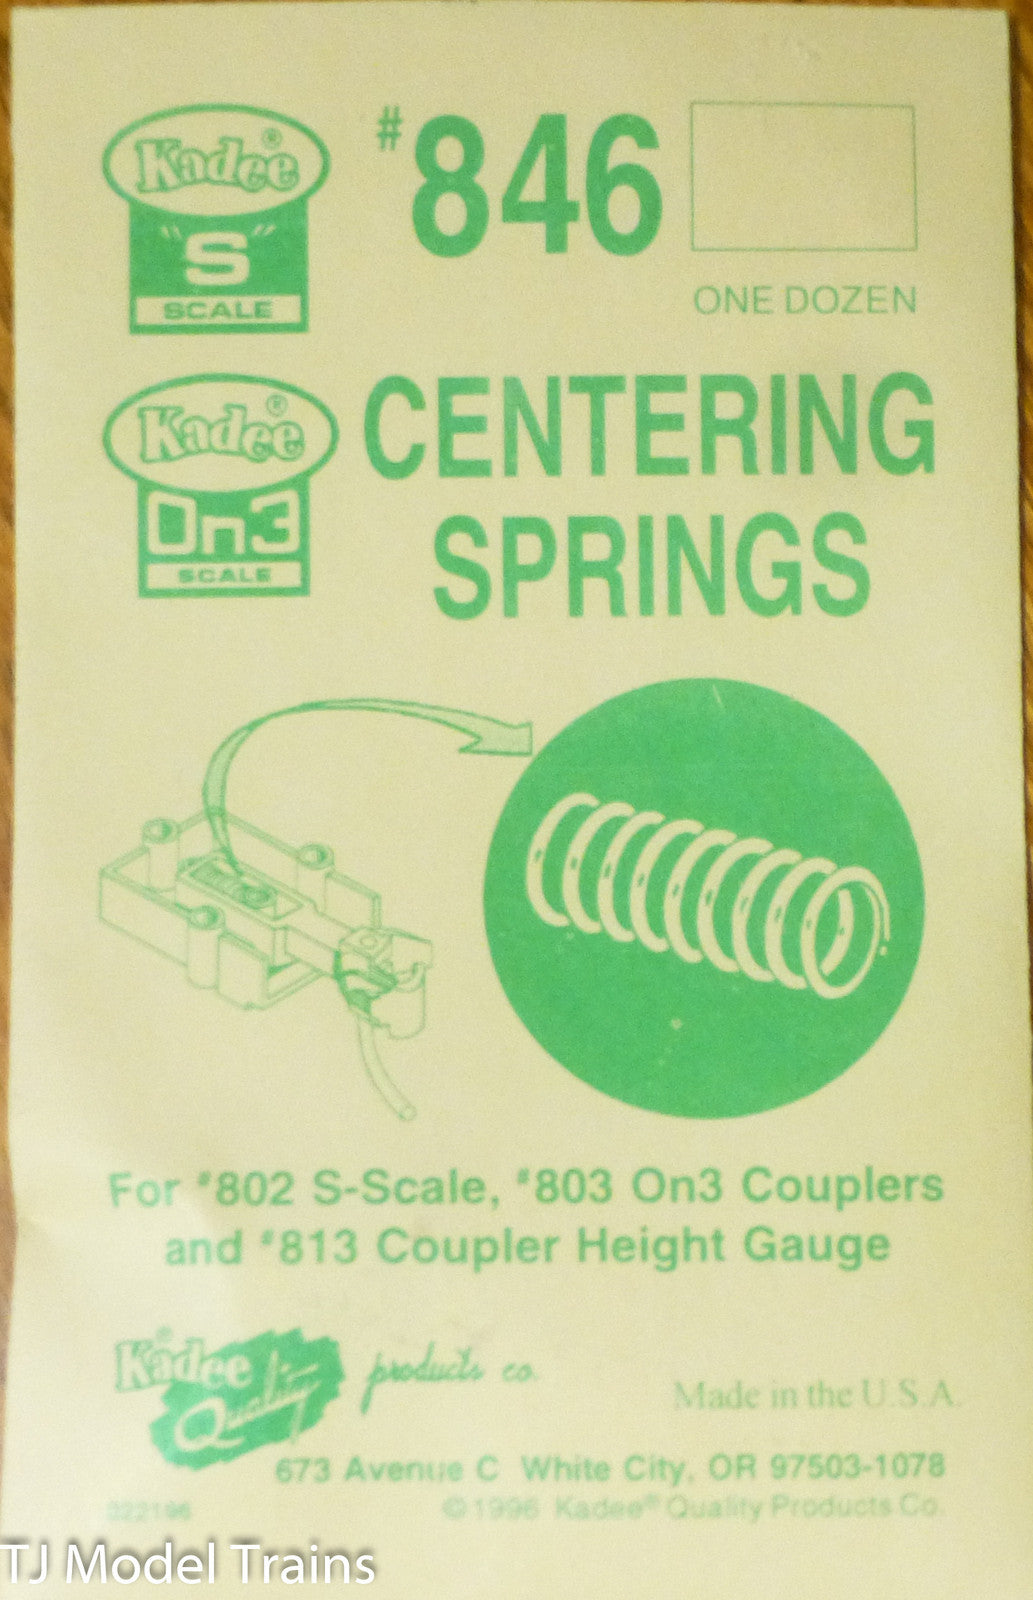 Kadee®
"S"
SCALE
#846
ONE DOZEN
Kadee®
On3
SCALE
CENTERING
SPRINGS
For #802 S-Scale, #803 On3 Couplers
and #813 Coupler Height Gauge
Kadee®
Quality products co.
Made in the U.S.A.
673 Avenue C White City, OR 97503-1078
322196
©1996 Kadee® Quality Products Co.
TJ Model Trains